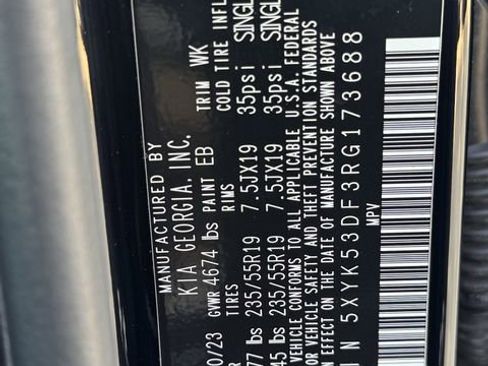 MANUFACTURED BY
KIA GEORGIA, INC.
0/23 GVWR 4674 lbs PAINT EB TRIM WK
TIRES RIMS COLD TIRE INFL
77 lbs 235/55R19 7.5JX19 35psi SINGL
45 lbs 235/55R19 7.5JX19 35psi SINGL
VEHICLE CONFORMS TO ALL APPLICABLE U.S.A. FEDERAL
OR VEHICLE SAFETY AND THEFT PREVENTION STANDARDS
IN EFFECT ON THE DATE OF MANUFACTURE SHOWN ABOVE
N 5XYK53DF3RG173688
MPV